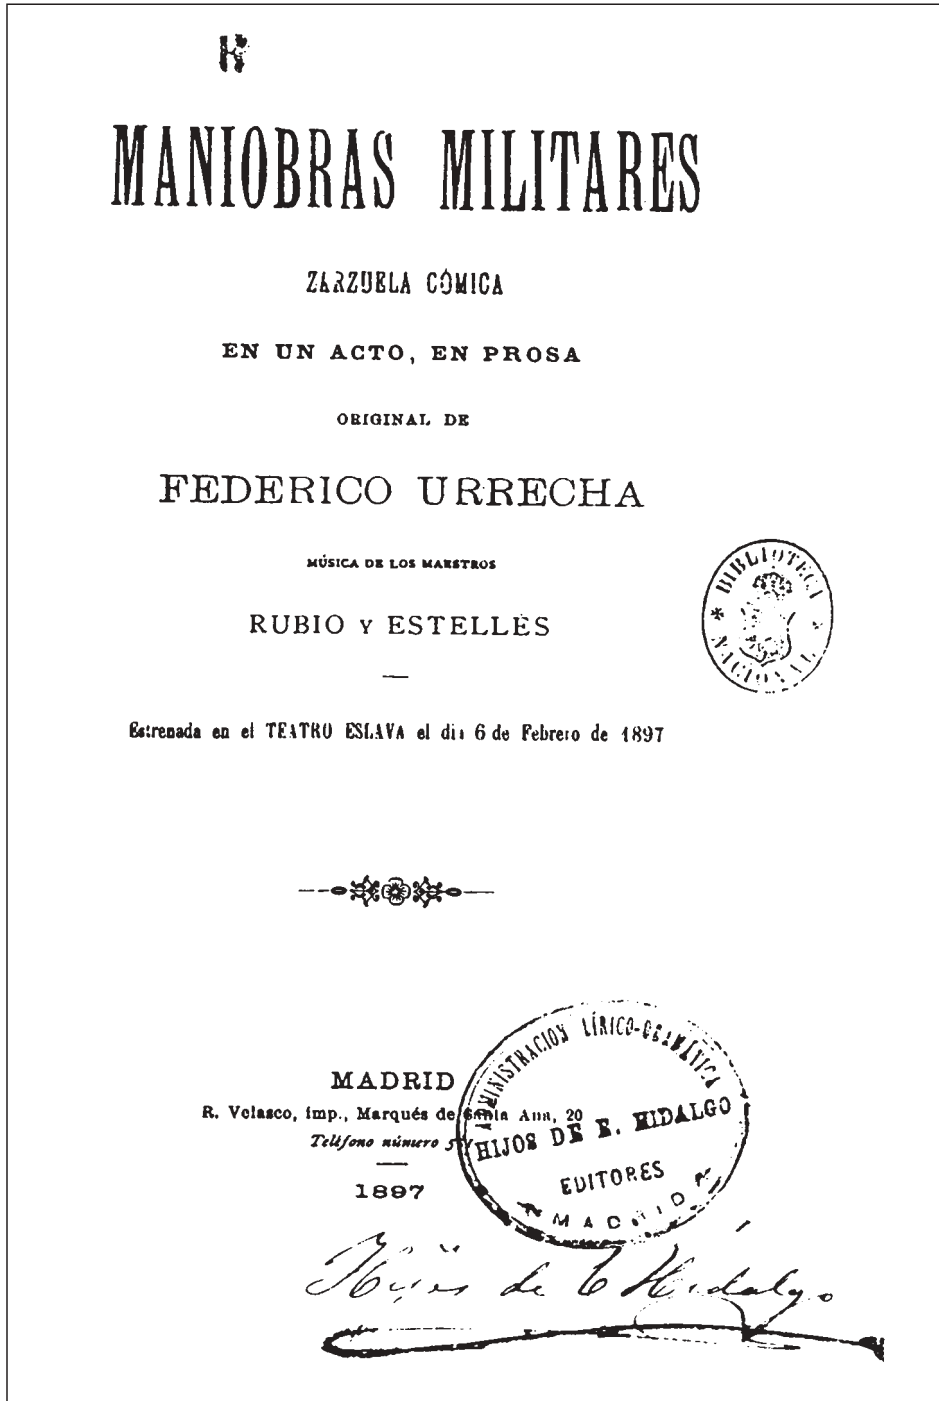 MANIOBRAS MILITARES
ZARZUELA CÓMICA
EN UN ACTO, EN PROSA
ORIGINAL DE
FEDERICO URRECHA
MÚSICA DE LOS MAESTROS
RUBIO Y ESTELLÉS
BIBLIOTECA
NACIONAL
Estrenada en el TEATRO ESLAVA el día 6 de Febrero de 1897
MADRID
R. Velasco, imp., Marqués de Santa Ana, 20
Teléfono número
1897
ADMINISTRACION LÍRICO-DRAMÁTICA
HIJOS DE E. HIDALGO
EDITORES
MADRID
Hijos de E Hidalgo